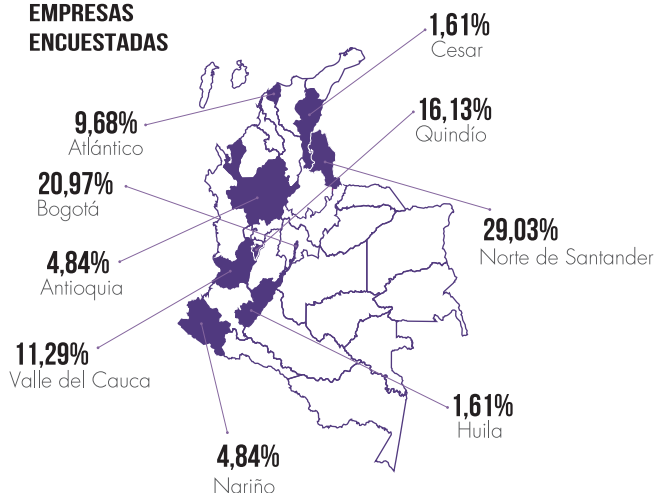 EMPRESAS
ENCUESTADAS
1,61%
Cesar
9,68%
Atlántico
16,13%
Quindío
20,97%
Bogotá
29,03%
Norte de Santander
4,84%
Antioquia
11,29%
Valle del Cauca
1,61%
Huila
4,84%
Nariño